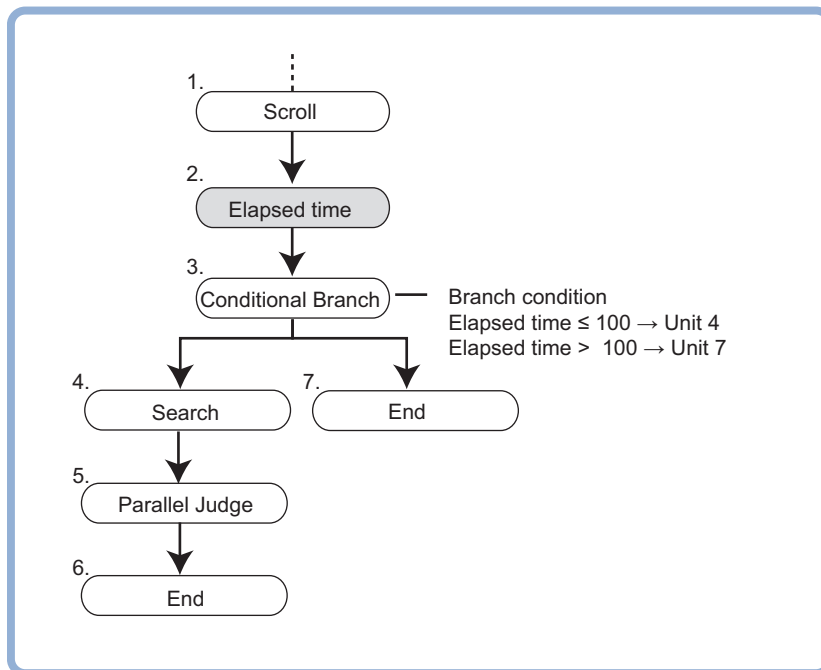 1.
Scroll
2.
Elapsed time
3.
Conditional Branch
Branch condition
Elapsed time ≤ 100 → Unit 4
Elapsed time > 100 → Unit 7
4.
Search
7.
End
5.
Parallel Judge
6.
End